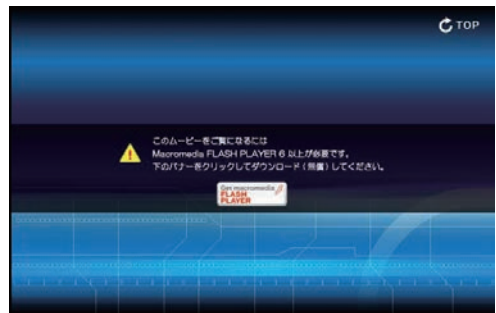 TOP
このムービーをご覧になるには
Macromedia FLASH PLAYER 6 以上が必要です。
下のバナーをクリックしてダウンロード(無償)してください。
Get macromedia
FLASH
PLAYER